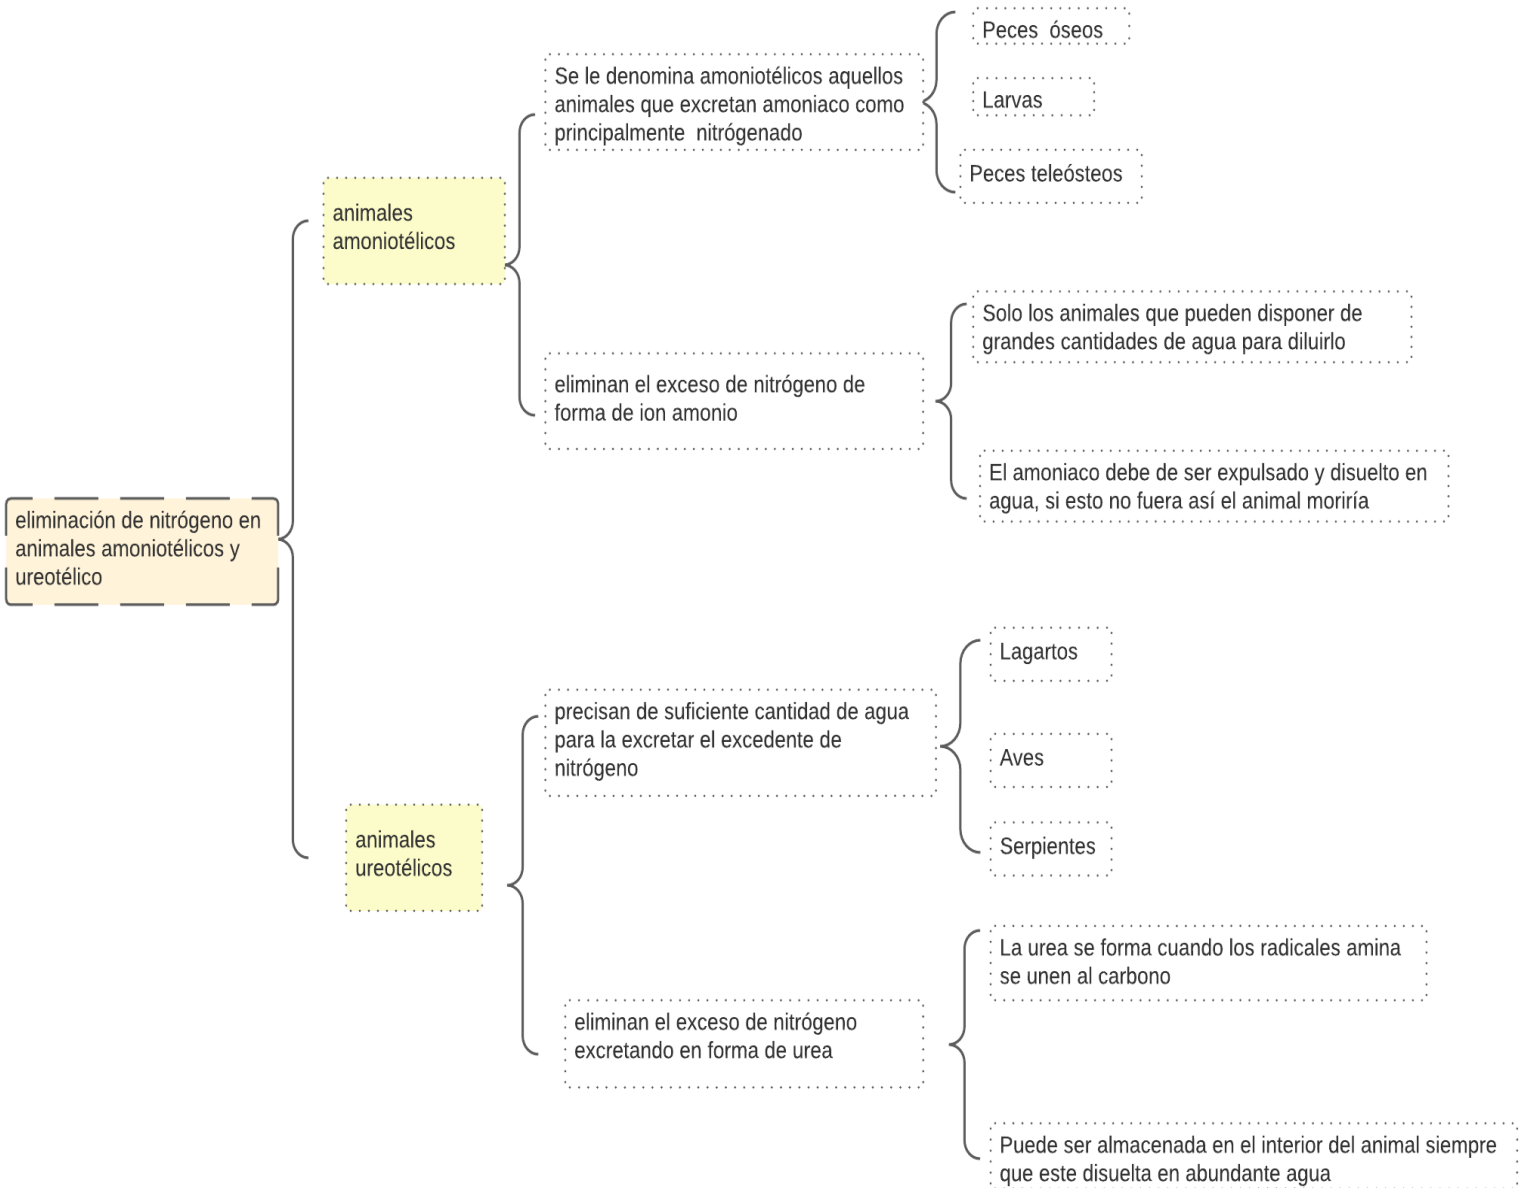 eliminación de nitrógeno en
animales amoniotélicos y
ureotélico
animales
amoniotélicos
Se le denomina amoniotélicos aquellos
animales que excretan amoniaco como
principalmente  nitrógenado
Peces  óseos
Larvas
Peces teleósteos
eliminan el exceso de nitrógeno de
forma de ion amonio
Solo los animales que pueden disponer de
grandes cantidades de agua para diluirlo
El amoniaco debe de ser expulsado y disuelto en
agua, si esto no fuera así el animal moriría
animales
ureotélicos
precisan de suficiente cantidad de agua
para la excretar el excedente de
nitrógeno
Lagartos
Aves
Serpientes
eliminan el exceso de nitrógeno
excretando en forma de urea
La urea se forma cuando los radicales amina
se unen al carbono
Puede ser almacenada en el interior del animal siempre
que este disuelta en abundante agua